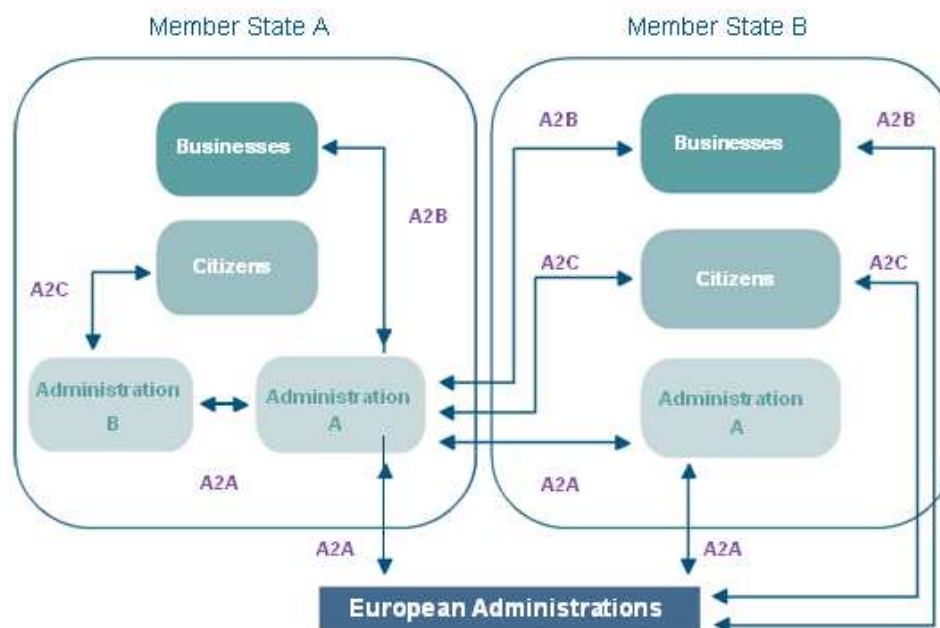 Member State A
Member State B
Businesses
A2B
Businesses
A2B
A2B
Citizens
A2C
Citizens
A2C
A2C
Administration
B
Administration
A
Administration
A
A2A
A2A
A2A
A2A
European Administrations